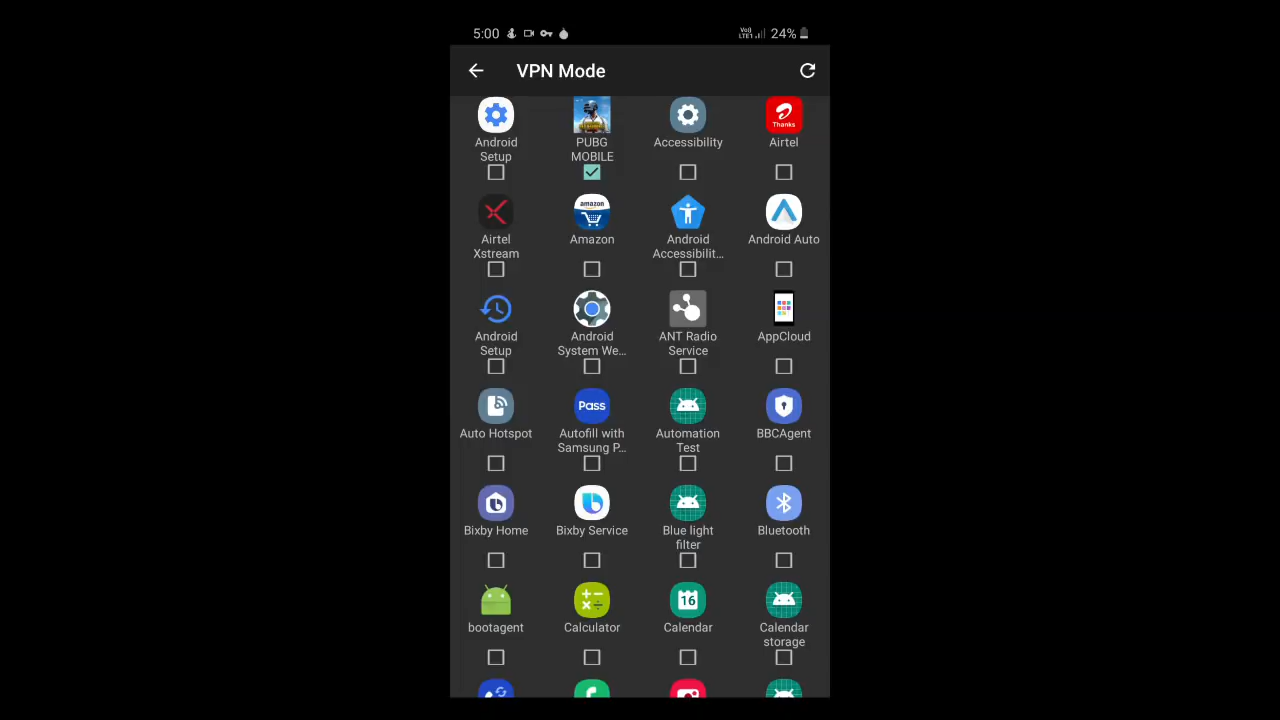 5:00 Vo)) LTE1 24%
VPN Mode
Thanks
Android PUBG Accessibility Airtel
Setup MOBILE
amazon
Airtel Amazon Android Android Auto
Xstream Accessibilit...
Android Android ANT Radio AppCloud
Setup System We... Service
Pass
Auto Hotspot Autofill with Automation BBCAgent
Samsung P... Test
Bixby Home Bixby Service Blue light Bluetooth
filter
16
bootagent Calculator Calendar Calendar
storage